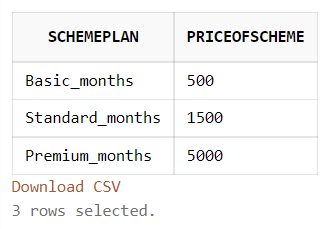 SCHEMEPLAN PRICEOFSCHEME
Basic_months 500
Standard_months 1500
Premium_months 5000
Download CSV
3 rows selected.